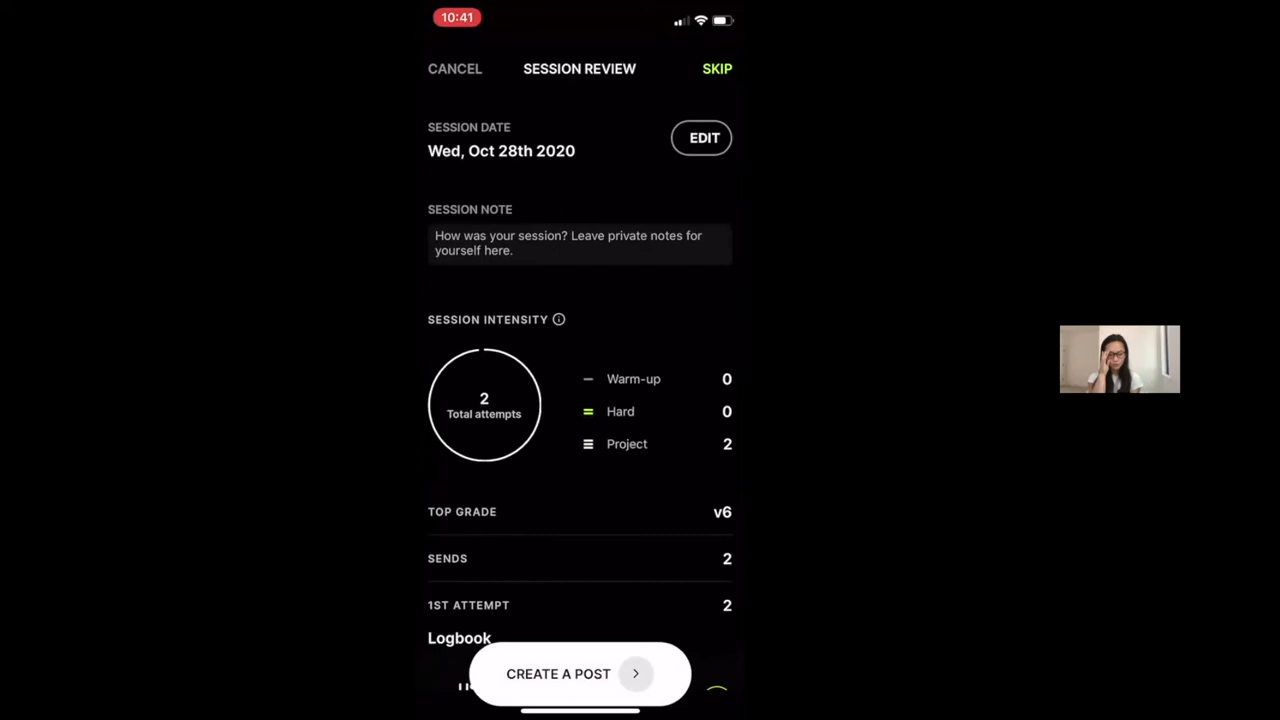 10:41
CANCEL SESSION REVIEW SKIP
SESSION DATE
Wed, Oct 28th 2020
EDIT
SESSION NOTE
How was your session? Leave private notes for
yourself here.
SESSION INTENSITY
2
Total attempts
Warm-up 0
Hard 0
Project 2
TOP GRADE v6
SENDS 2
1ST ATTEMPT 2
Logbook
CREATE A POST